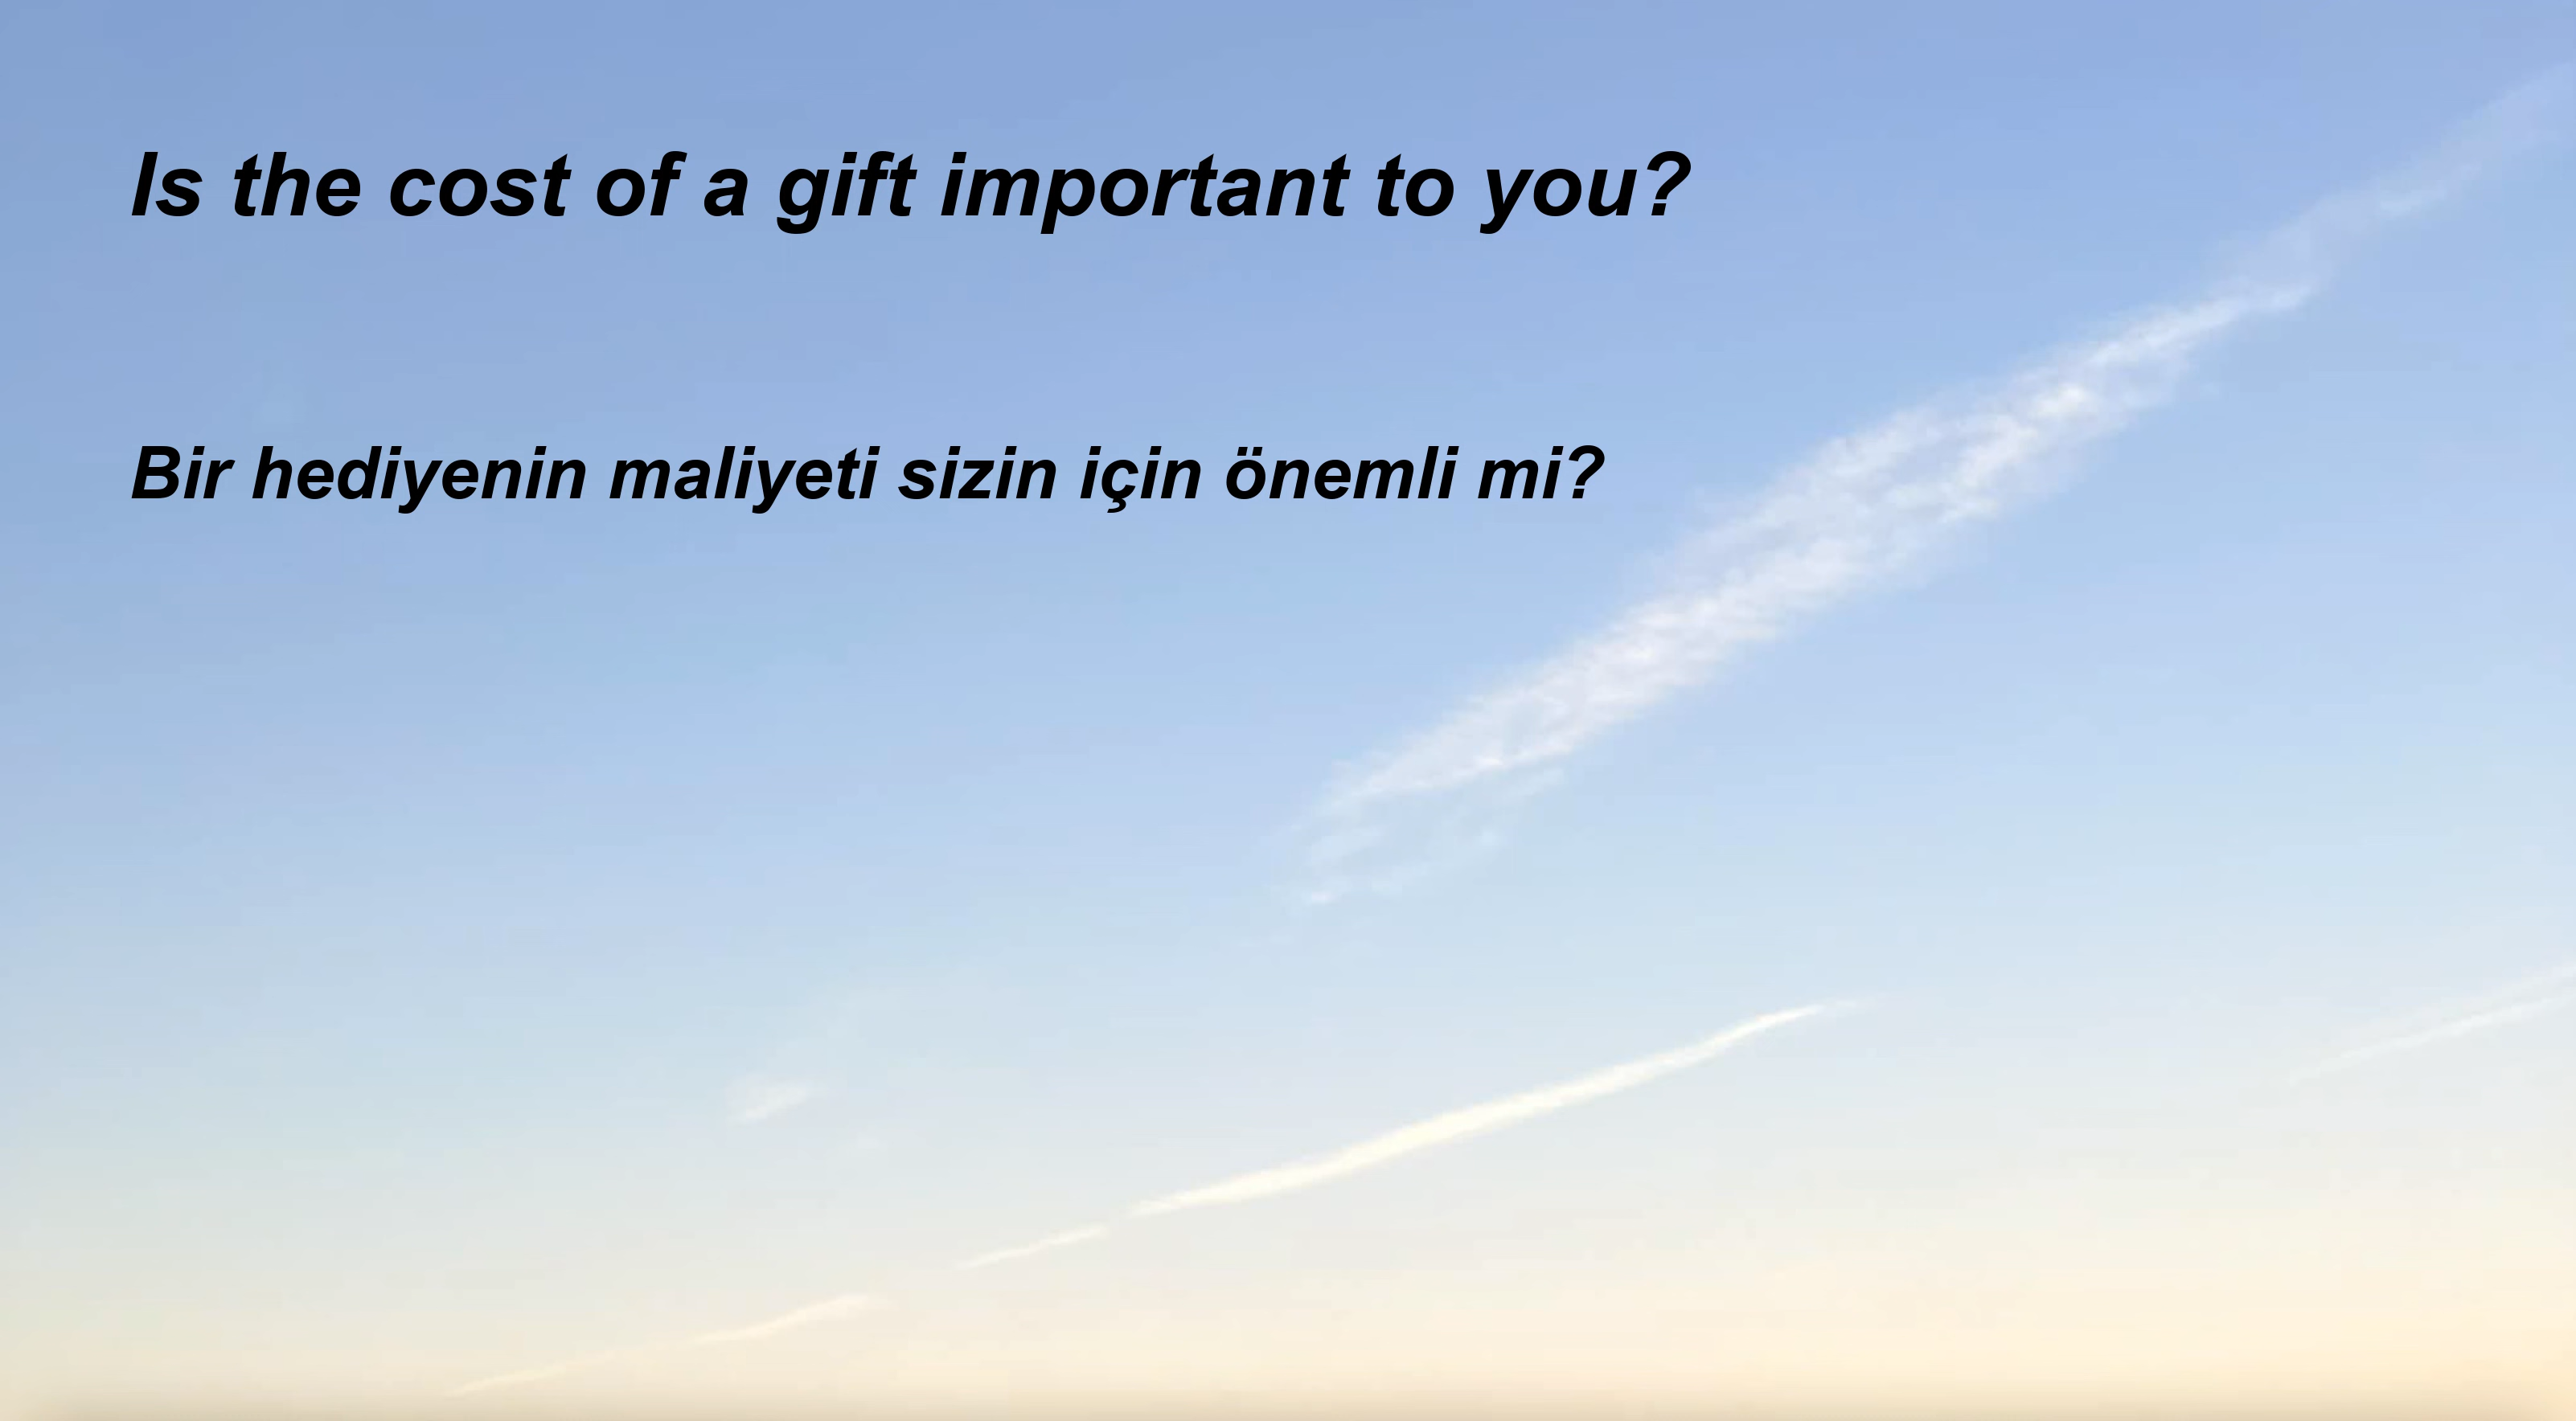 Is the cost of a gift important to you?
Bir hediyenin maliyeti sizin için önemli mi?